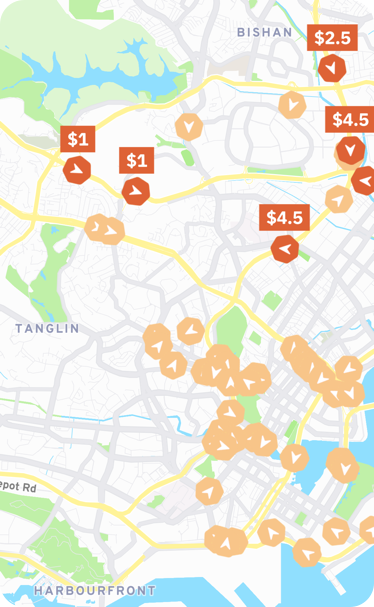 BISHAN
$2.5
$4.5
$1
$1
$4.5
TANGLIN
epot Rd
HARBOURFRONT